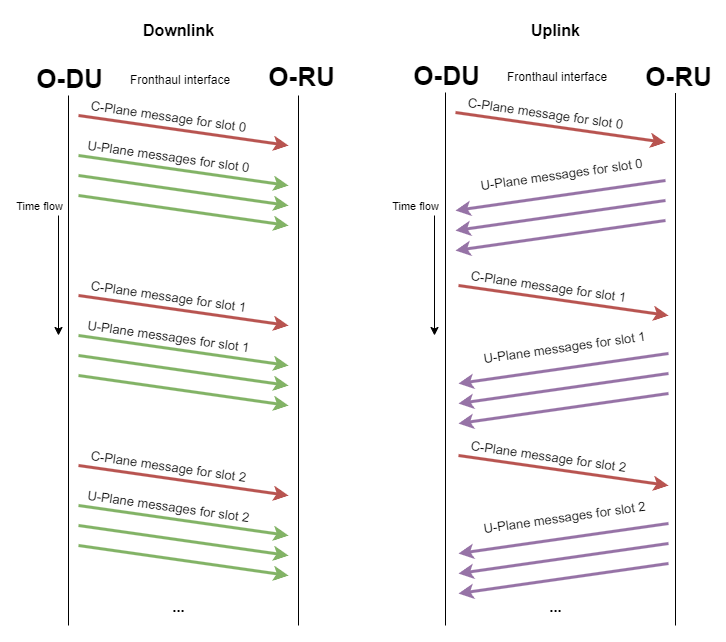 Downlink
O-DU
Fronthaul interface
O-RU
C-Plane message for slot 0
U-Plane messages for slot 0
Time flow
C-Plane message for slot 1
U-Plane messages for slot 1
C-Plane message for slot 2
U-Plane messages for slot 2
...
Uplink
O-DU
Fronthaul interface
O-RU
C-Plane message for slot 0
U-Plane messages for slot 0
Time flow
C-Plane message for slot 1
U-Plane messages for slot 1
C-Plane message for slot 2
U-Plane messages for slot 2
...